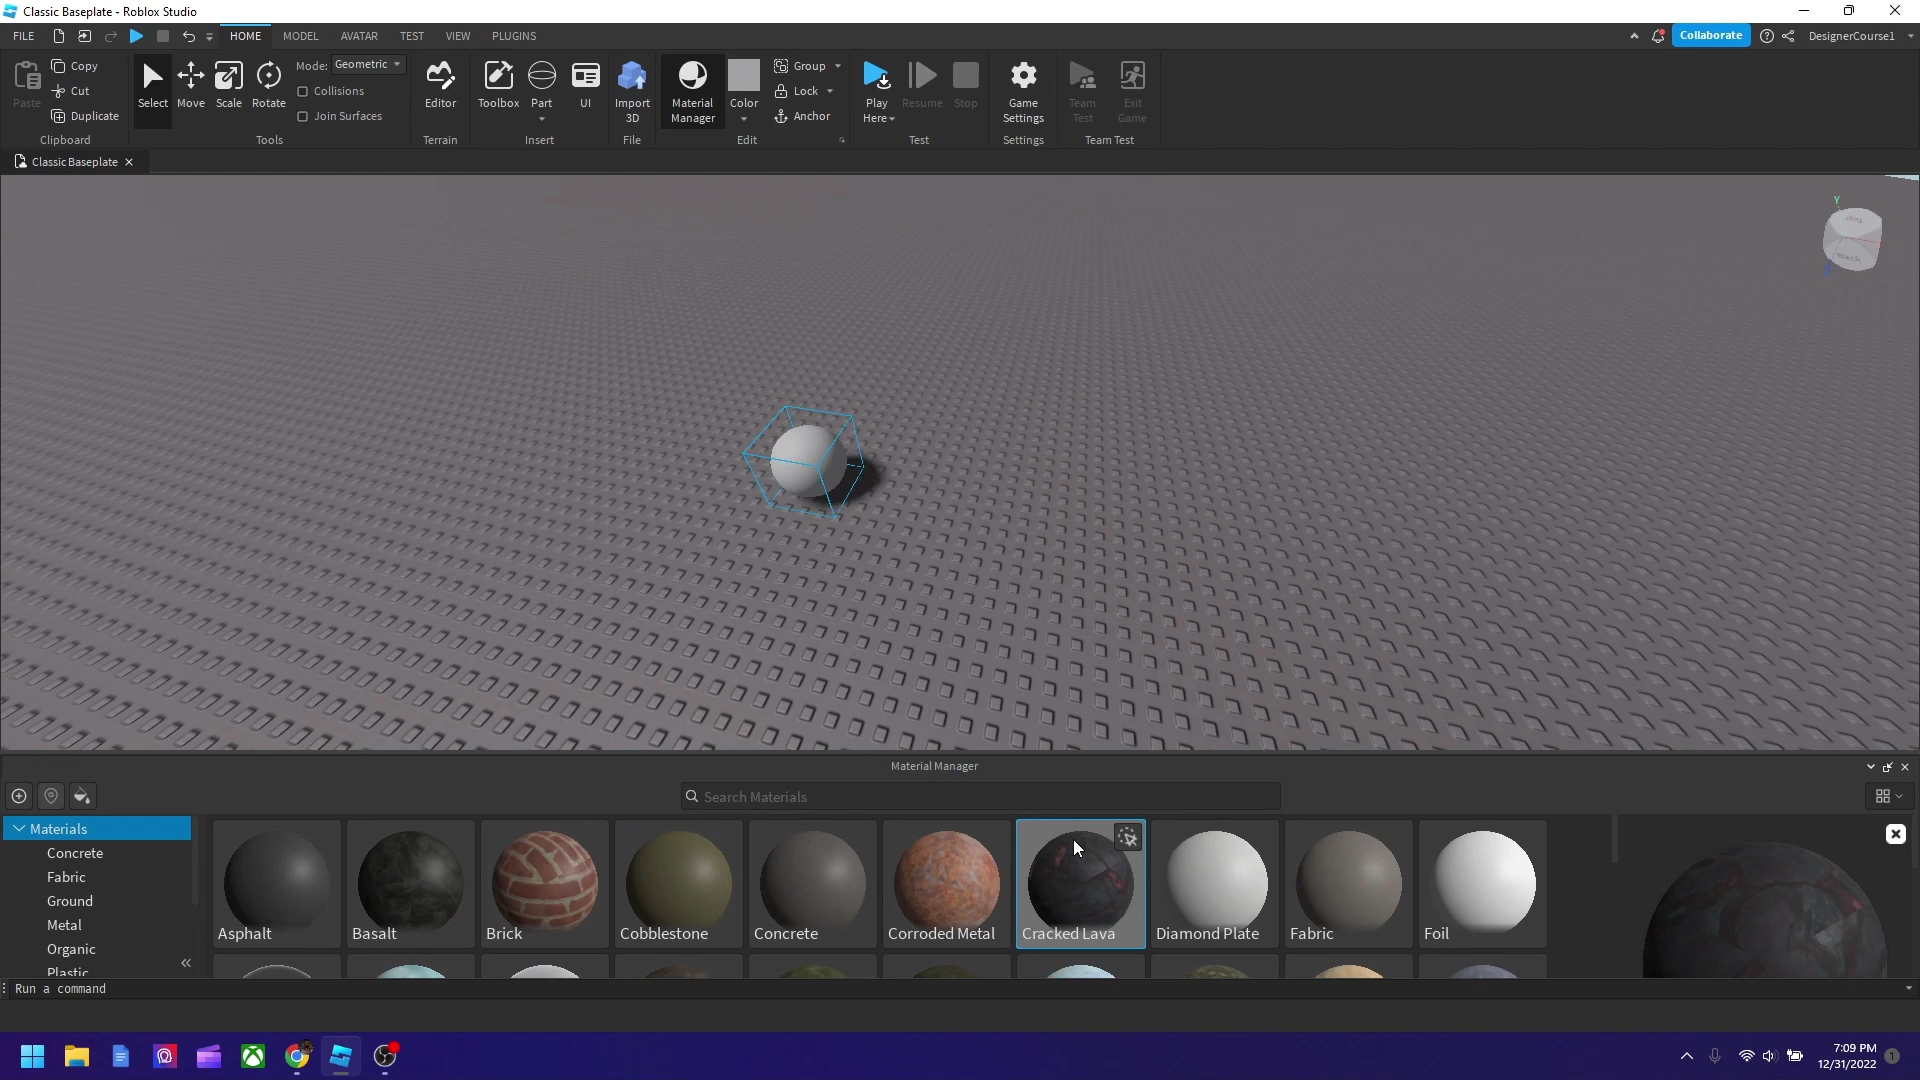 Classic Baseplate - Roblox Studio
FILE HOME MODEL AVATAR TEST VIEW PLUGINS Collaborate DesignerCourse1
Paste Copy Cut Duplicate Clipboard
Select Move Scale Rotate Mode: Geometric Collisions Join Surfaces Tools
Editor Terrain
Toolbox Part UI Insert
Import 3D File
Material Manager Color Group Lock Anchor Edit
Play Here Resume Stop Test
Game Settings Settings
Team Test Exit Game Team Test
Classic Baseplate
Y
Top
Back
Material Manager
Search Materials
Materials
Concrete
Fabric
Ground
Metal
Organic
Plastic
Asphalt Basalt Brick Cobblestone Concrete Corroded Metal Cracked Lava Diamond Plate Fabric Foil
Run a command
7:09 PM
12/31/2022
1